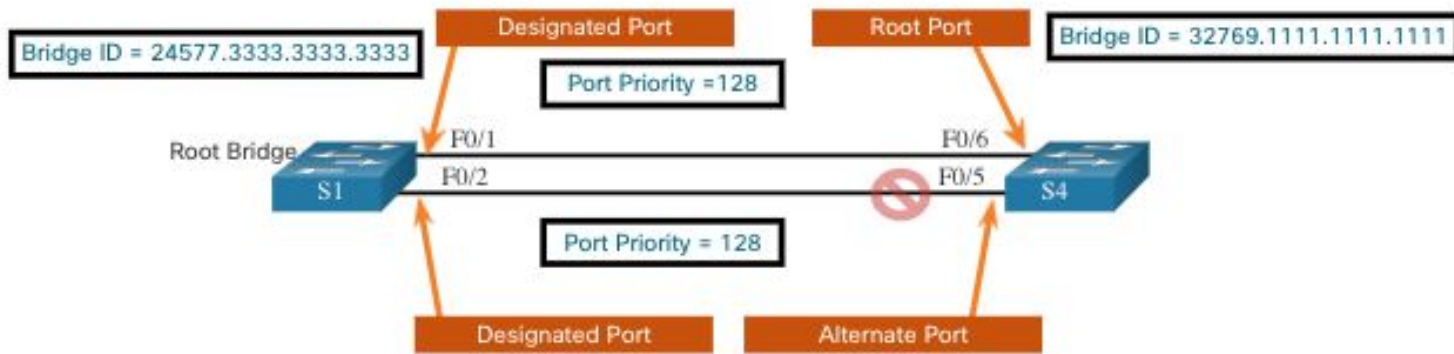 Designated Port
Root Port
Bridge ID = 24577.3333.3333.3333
Bridge ID = 32769.1111.1111.1111
Port Priority =128
F0/1
F0/6
Root Bridge
F0/2
F0/5
S1
S4
Port Priority = 128
Designated Port
Alternate Port